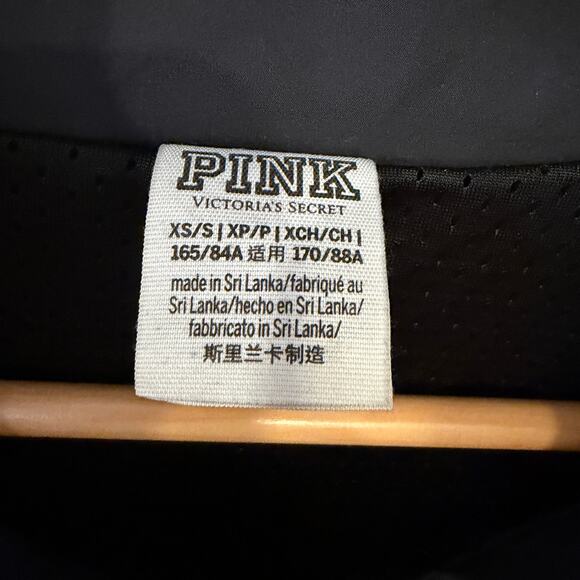 PINK
VICTORIA'S SECRET
XS/S | XP/P | XCH/CH |
165/84A 适用 170/88A
made in Sri Lanka/fabriqué au
Sri Lanka/hecho en Sri Lanka/
fabbricato in Sri Lanka/
斯里兰卡制造